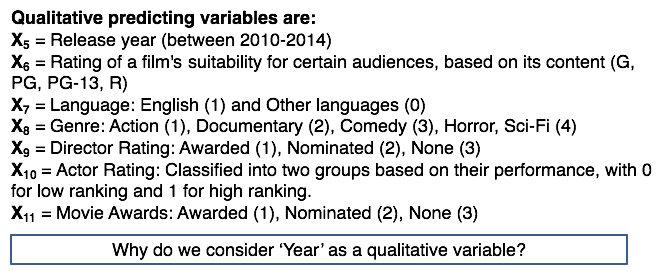 Qualitative predicting variables are:
X5 = Release year (between 2010-2014)
X6 = Rating of a film's suitability for certain audiences, based on its content (G,
PG, PG-13, R)
X7 = Language: English (1) and Other languages (0)
X8 = Genre: Action (1), Documentary (2), Comedy (3), Horror, Sci-Fi (4)
X9 = Director Rating: Awarded (1), Nominated (2), None (3)
X10 = Actor Rating: Classified into two groups based on their performance, with 0
for low ranking and 1 for high ranking.
X11 = Movie Awards: Awarded (1), Nominated (2), None (3)
Why do we consider ‘Year’ as a qualitative variable?